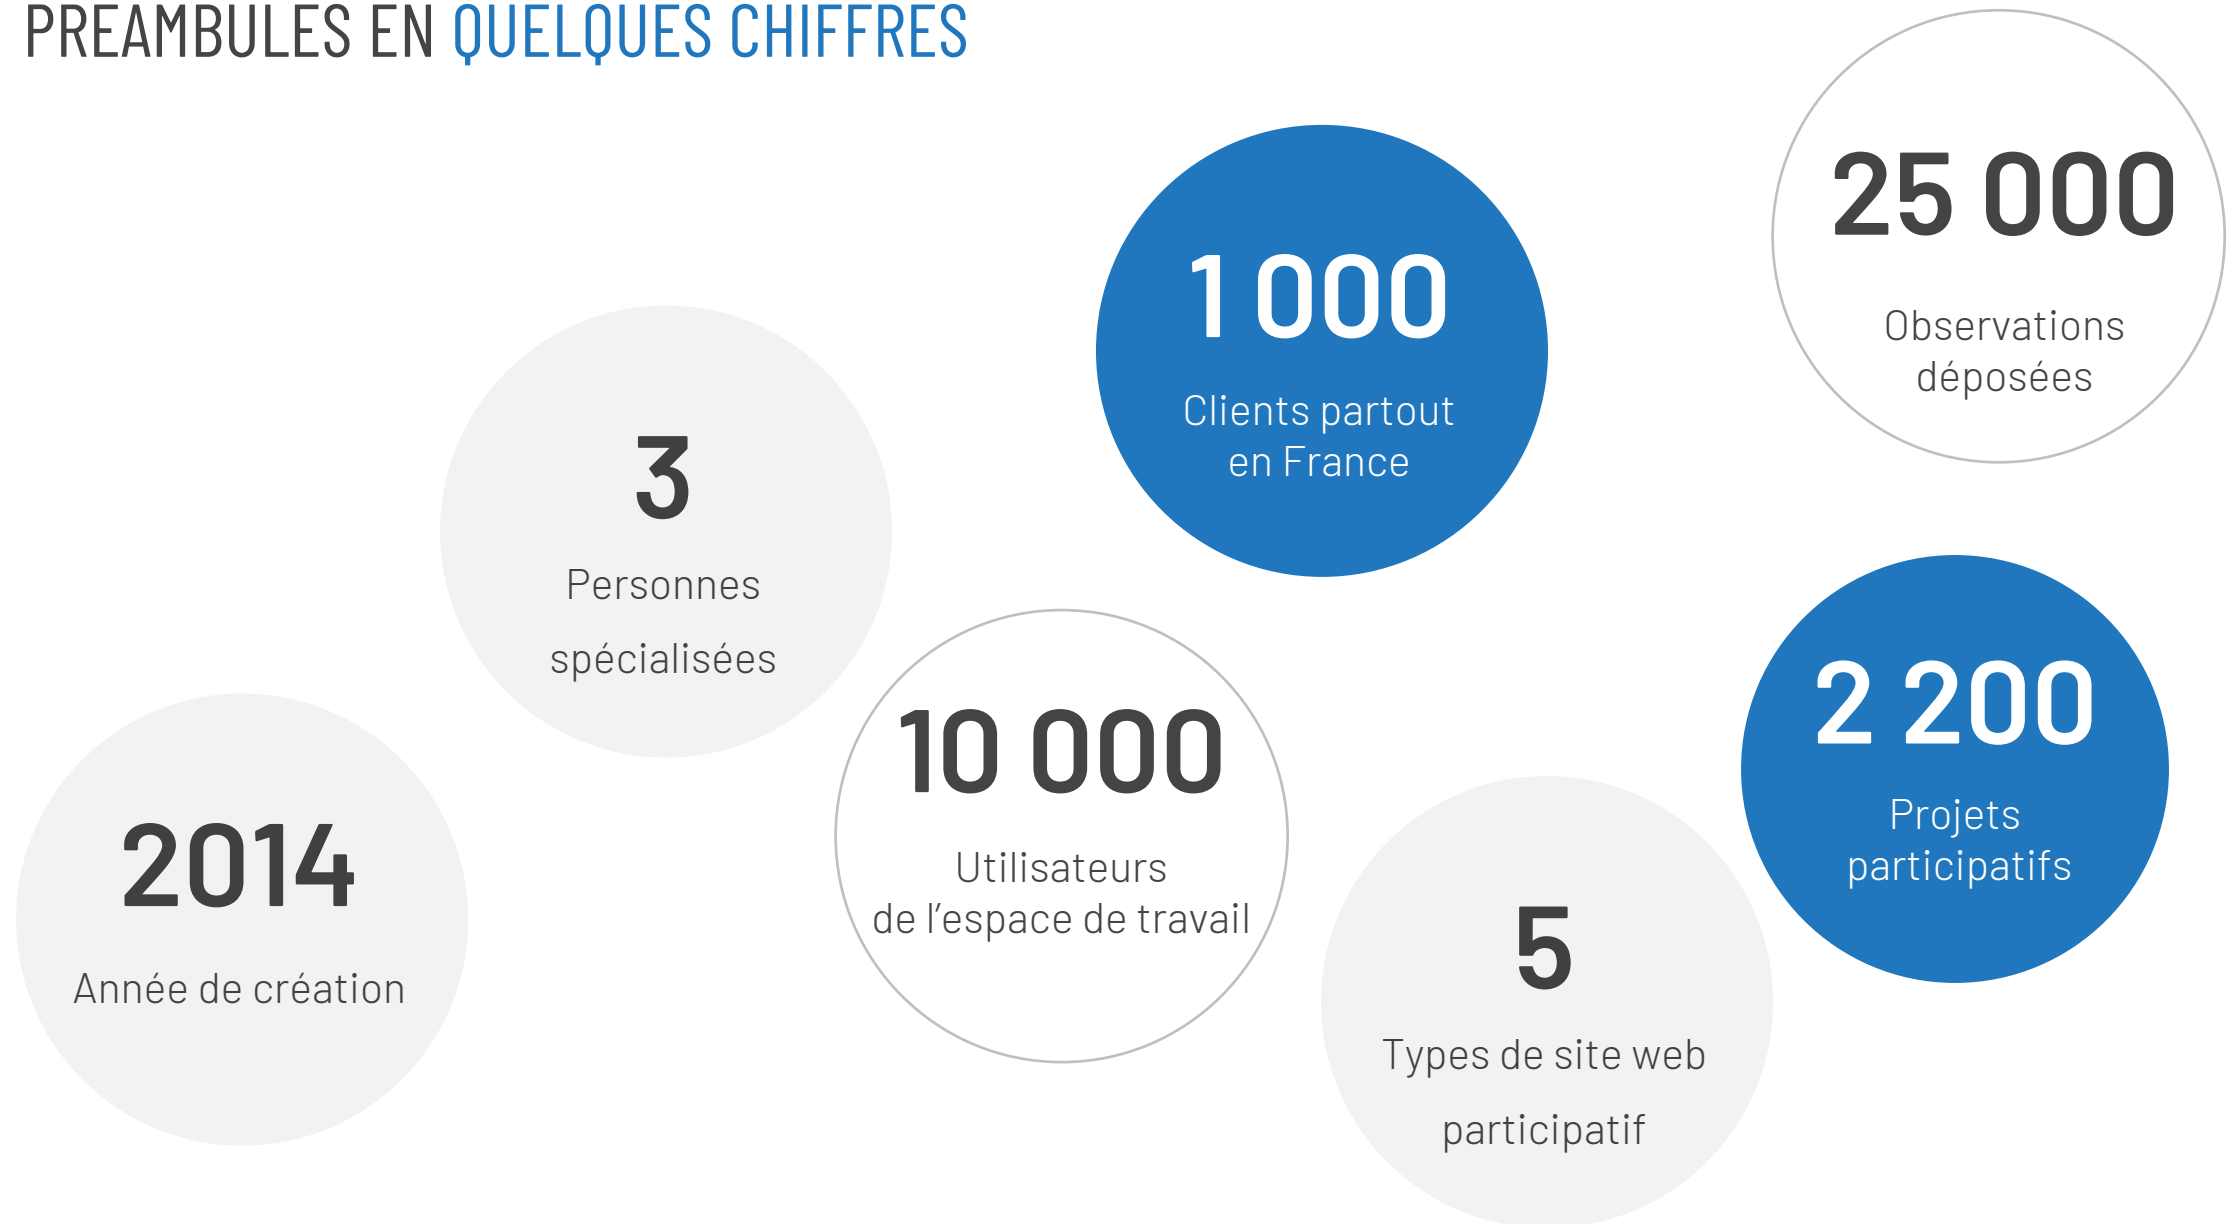 PREAMBULES EN QUELQUES CHIFFRES
25 000
Observations
déposées
1 000
Clients partout
en France
3
Personnes
spécialisées
2 200
Projets
participatifs
10 000
Utilisateurs
de l’espace de travail
2014
Année de création
5
Types de site web
participatif